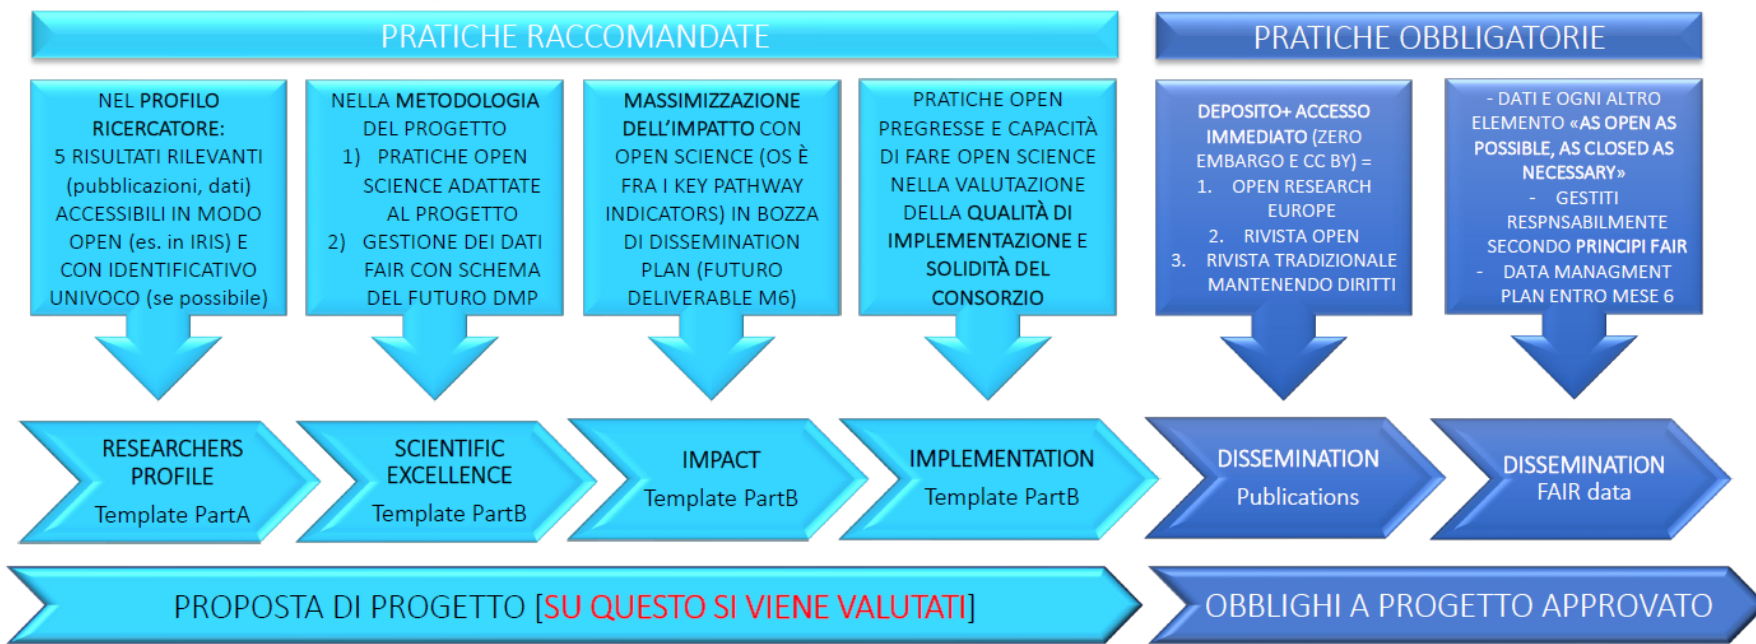 PRATICHE RACCOMANDATE
PRATICHE OBBLIGATORIE
NEL PROFILO
RICERCATORE:
5 RISULTATI RILEVANTI
(pubblicazioni, dati)
ACCESSIBILI IN MODO
OPEN (es. in IRIS) E
CON IDENTIFICATIVO
UNIVOCO (se possibile)
NELLA METODOLOGIA
DEL PROGETTO
1) PRATICHE OPEN
SCIENCE ADATTATE
AL PROGETTO
2) GESTIONE DEI DATI
FAIR CON SCHEMA
DEL FUTURO DMP
MASSIMIZZAZIONE
DELL'IMPATTO CON
OPEN SCIENCE (OS È
FRA I KEY PATHWAY
INDICATORS) IN BOZZA
DI DISSEMINATION
PLAN (FUTURO
DELIVERABLE M6)
PRATICHE OPEN
PREGRESSE E CAPACITÀ
DI FARE OPEN SCIENCE
NELLA VALUTAZIONE
DELLA QUALITÀ DI
IMPLEMENTAZIONE E
SOLIDITÀ DEL
CONSORZIO
DEPOSITO+ ACCESSO
IMMEDIATO (ZERO
EMBARGO E CC BY) =
1. OPEN RESEARCH
EUROPE
2. RIVISTA OPEN
3. RIVISTA TRADIZIONALE
MANTENENDO DIRITTI
- DATI E OGNI ALTRO
ELEMENTO «AS OPEN AS
POSSIBLE, AS CLOSED AS
NECESSARY»
- GESTITI
RESPNSABILMENTE
SECONDO PRINCIPI FAIR
- DATA MANAGMENT
PLAN ENTRO MESE 6
RESEARCHERS
PROFILE
Template PartA
SCIENTIFIC
EXCELLENCE
Template PartB
IMPACT
Template PartB
IMPLEMENTATION
Template PartB
DISSEMINATION
Publications
DISSEMINATION
FAIR data
PROPOSTA DI PROGETTO [SU QUESTO SI VIENE VALUTATI]
OBBLIGHI A PROGETTO APPROVATO